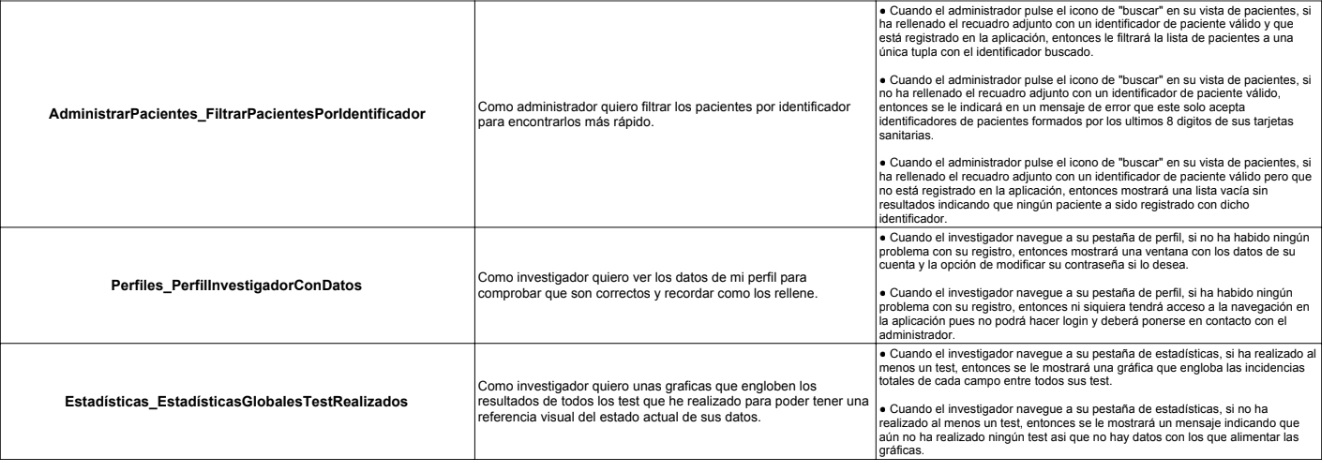 AdministrarPacientes_FiltrarPacientesPorIdentificador
Como administrador quiero filtrar los pacientes por identificador
para encontrarlos más rápido.
● Cuando el administrador pulse el icono de "buscar" en su vista de pacientes, si
ha rellenado el recuadro adjunto con un identificador de paciente válido y que
está registrado en la aplicación, entonces le filtrará la lista de pacientes a una
única tupla con el identificador buscado.
● Cuando el administrador pulse el icono de "buscar" en su vista de pacientes, si
no ha rellenado el recuadro adjunto con un identificador de paciente válido,
entonces se le indicará en un mensaje de error que este solo acepta
identificadores de pacientes formados por los ultimos 8 digitos de sus tarjetas
sanitarias.
● Cuando el administrador pulse el icono de "buscar" en su vista de pacientes, si
ha rellenado el recuadro adjunto con un identificador de paciente válido pero que
no está registrado en la aplicación, entonces mostrará una lista vacía sin
resultados indicando que ningún paciente a sido registrado con dicho
identificador.
Perfiles_PerfilInvestigadorConDatos
Como investigador quiero ver los datos de mi perfil para
comprobar que son correctos y recordar como los rellene.
● Cuando el investigador navegue a su pestaña de perfil, si no ha habido ningún
problema con su registro, entonces mostrará una ventana con los datos de su
cuenta y la opción de modificar su contraseña si lo desea.
● Cuando el investigador navegue a su pestaña de perfil, si ha habido ningún
problema con su registro, entonces ni siquiera tendrá acceso a la navegación en
la aplicación pues no podrá hacer login y deberá ponerse en contacto con el
administrador.
Estadísticas_EstadísticasGlobalesTestRealizados
Como investigador quiero unas graficas que engloben los
resultados de todos los test que he realizado para poder tener una
referencia visual del estado actual de sus datos.
● Cuando el investigador navegue a su pestaña de estadísticas, si ha realizado al
menos un test, entonces se le mostrará una gráfica que engloba las incidencias
totales de cada campo entre todos sus test.
● Cuando el investigador navegue a su pestaña de estadísticas, si no ha
realizado al menos un test, entonces se le mostrará un mensaje indicando que
aún no ha realizado ningún test asi que no hay datos con los que alimentar las
gráficas.